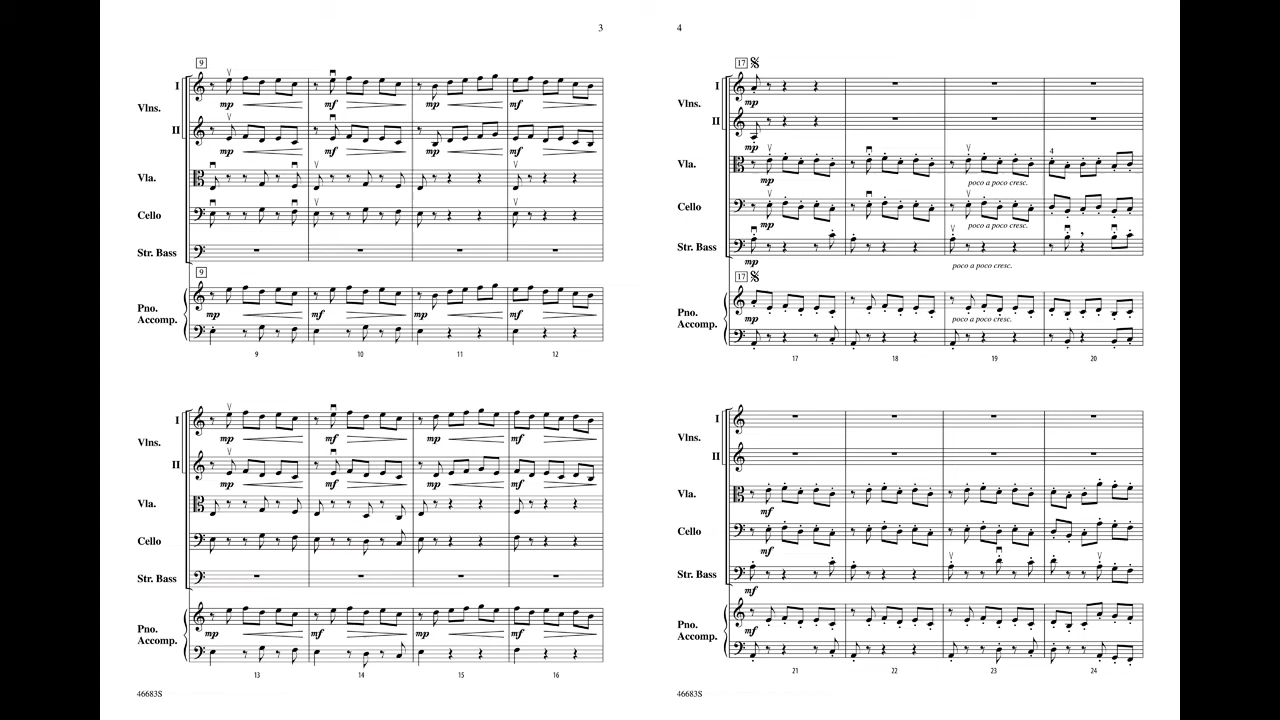 3
9
I
Vlns.
mp mf mp mf
II
mp mf mp mf
Vla.
Cello
Str. Bass
9
Pno.
Accomp.
mp mf mp mf
9 10 11 12
I
Vlns.
mp mf mp mf
II
mp mf mp mf
Vla.
Cello
Str. Bass
Pno.
Accomp.
mp mf mp mf
13 14 15 16
46683S
4
17
I
Vlns.
mp
II
mp
Vla.
4
mp poco a poco cresc.
Cello
mp poco a poco cresc.
Str. Bass
mp poco a poco cresc.
17
Pno.
Accomp.
mp poco a poco cresc.
17 18 19 20
I
Vlns.
II
Vla.
mf
Cello
mf
Str. Bass
mf
Pno.
Accomp.
mf
21 22 23 24
46683S